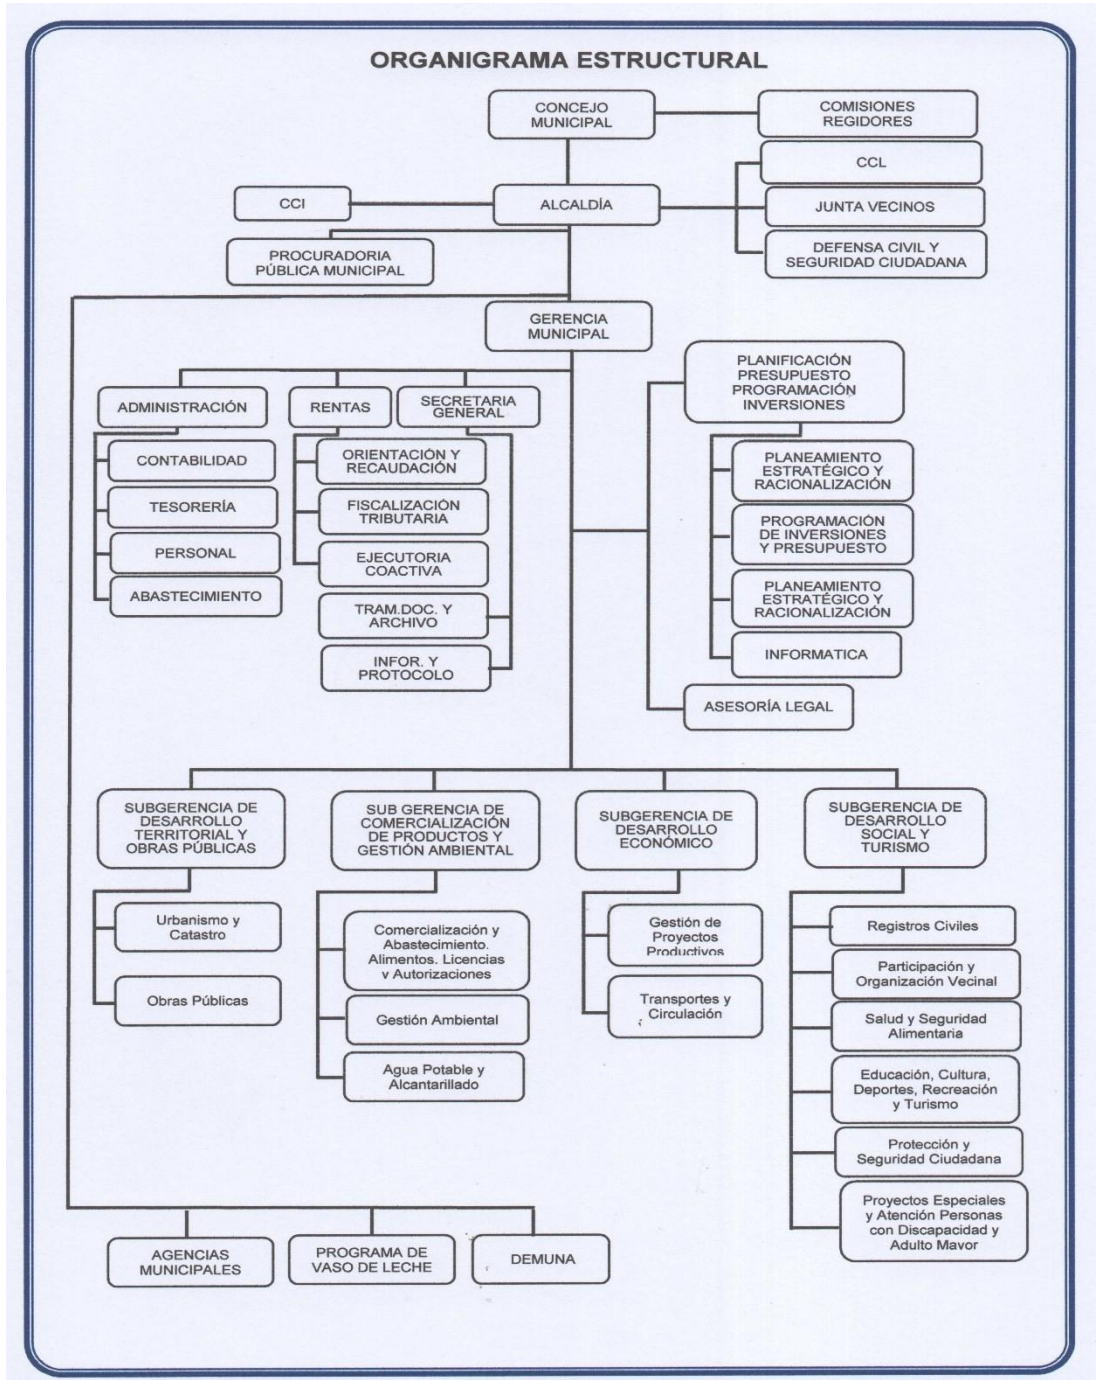 ORGANIGRAMA ESTRUCTURAL
CONCEJO
MUNICIPAL
COMISIONES
REGIDORES
CCL
CCI
ALCALDÍA
JUNTA VECINOS
PROCURADORIA
PÚBLICA MUNICIPAL
DEFENSA CIVIL Y
SEGURIDAD CIUDADANA
GERENCIA
MUNICIPAL
PLANIFICACIÓN
PRESUPUESTO
PROGRAMACIÓN
INVERSIONES
ADMINISTRACIÓN
RENTAS
SECRETARIA
GENERAL
CONTABILIDAD
TESORERÍA
PERSONAL
ABASTECIMIENTO
ORIENTACIÓN Y
RECAUDACIÓN
FISCALIZACIÓN
TRIBUTARIA
EJECUTORIA
COACTIVA
TRAM.DOC. Y
ARCHIVO
INFOR. Y
PROTOCOLO
PLANEAMIENTO
ESTRATÉGICO Y
RACIONALIZACIÓN
PROGRAMACIÓN
DE INVERSIONES
Y PRESUPUESTO
PLANEAMIENTO
ESTRATÉGICO Y
RACIONALIZACIÓN
INFORMATICA
ASESORÍA LEGAL
SUBGERENCIA DE
DESARROLLO
TERRITORIAL Y
OBRAS PÚBLICAS
SUB GERENCIA DE
COMERCIALIZACIÓN
DE PRODUCTOS Y
GESTIÓN AMBIENTAL
SUBGERENCIA DE
DESARROLLO
ECONÓMICO
SUBGERENCIA DE
DESARROLLO
SOCIAL Y
TURISMO
Urbanismo y
Catastro
Obras Públicas
Comercialización y
Abastecimiento.
Alimentos. Licencias
y Autorizaciones
Gestión Ambiental
Agua Potable y
Alcantarillado
Gestión de
Proyectos
Productivos
Transportes y
Circulación
Registros Civiles
Participación y
Organización Vecinal
Salud y Seguridad
Alimentaria
Educación, Cultura,
Deportes, Recreación
y Turismo
Protección y
Seguridad Ciudadana
Proyectos Especiales
y Atención Personas
con Discapacidad y
Adulto Mayor
AGENCIAS
MUNICIPALES
PROGRAMA DE
VASO DE LECHE
DEMUNA